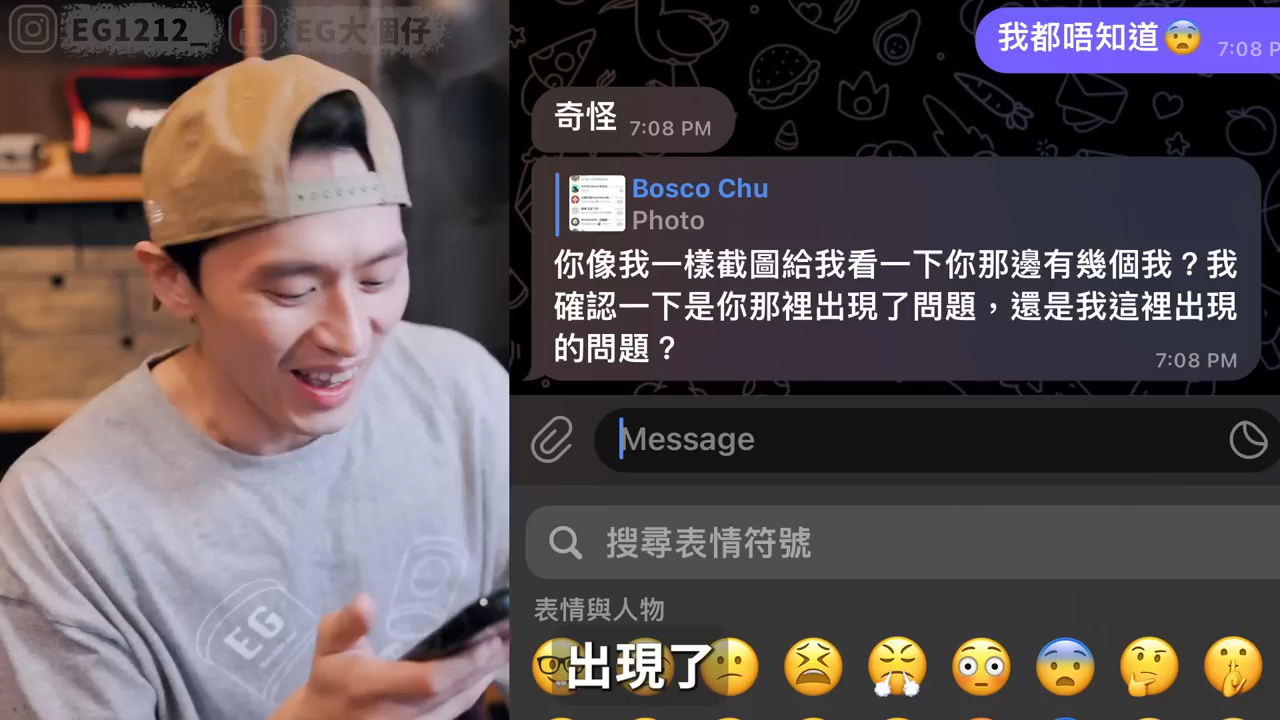 EG1212_
EG大個仔
EG
我都唔知道😨 7:08 P
奇怪 7:08 PM
Bosco Chu
Photo
你像我一樣截圖給我看一下你那邊有幾個我？我
確認一下是你那裡出現了問題，還是我這裡出現
的問題？
7:08 PM
Message
搜尋表情符號
表情與人物
出現了